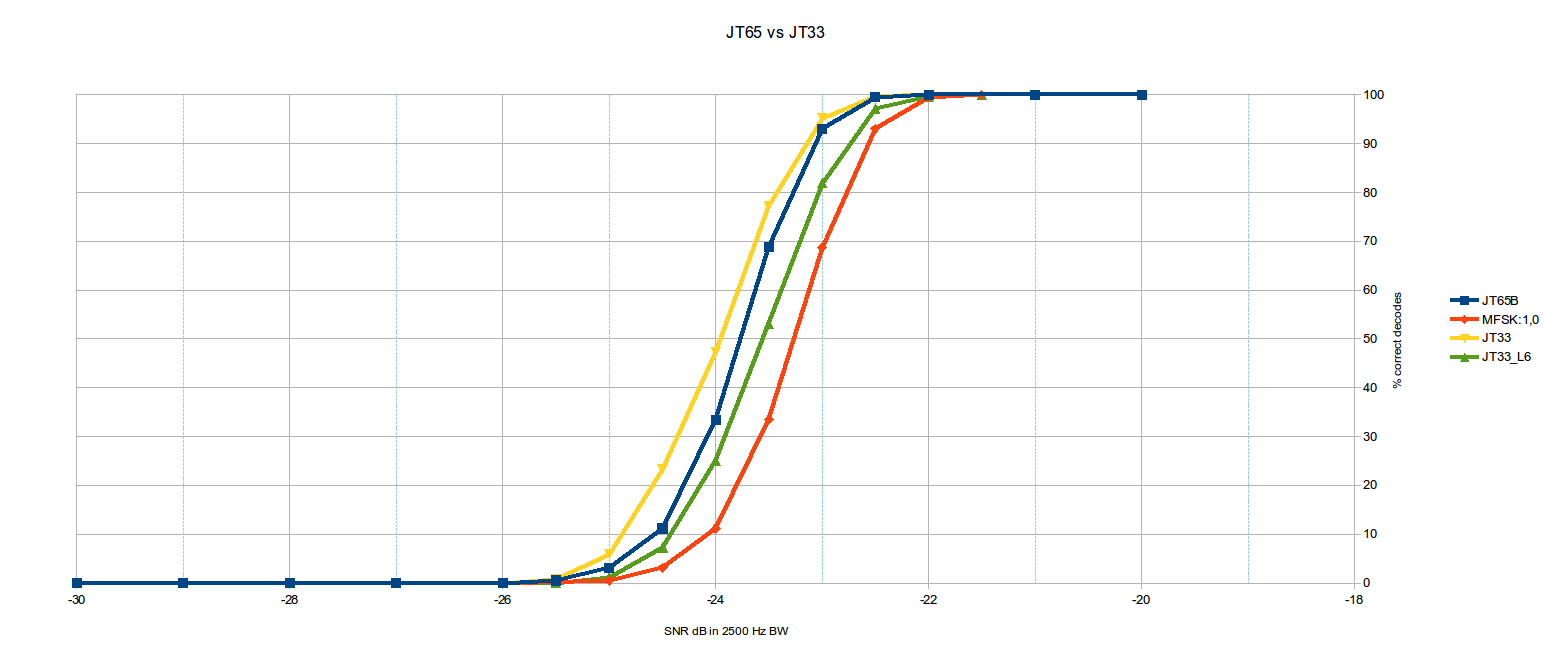 JT65 vs JT33
100
90
80
70
60
50
40
30
20
10
0
% correct decodes
JT65B
MFSK:1,0
JT33
JT33_L6
-30 -28 -26 -24 -22 -20 -18
SNR dB in 2500 Hz BW